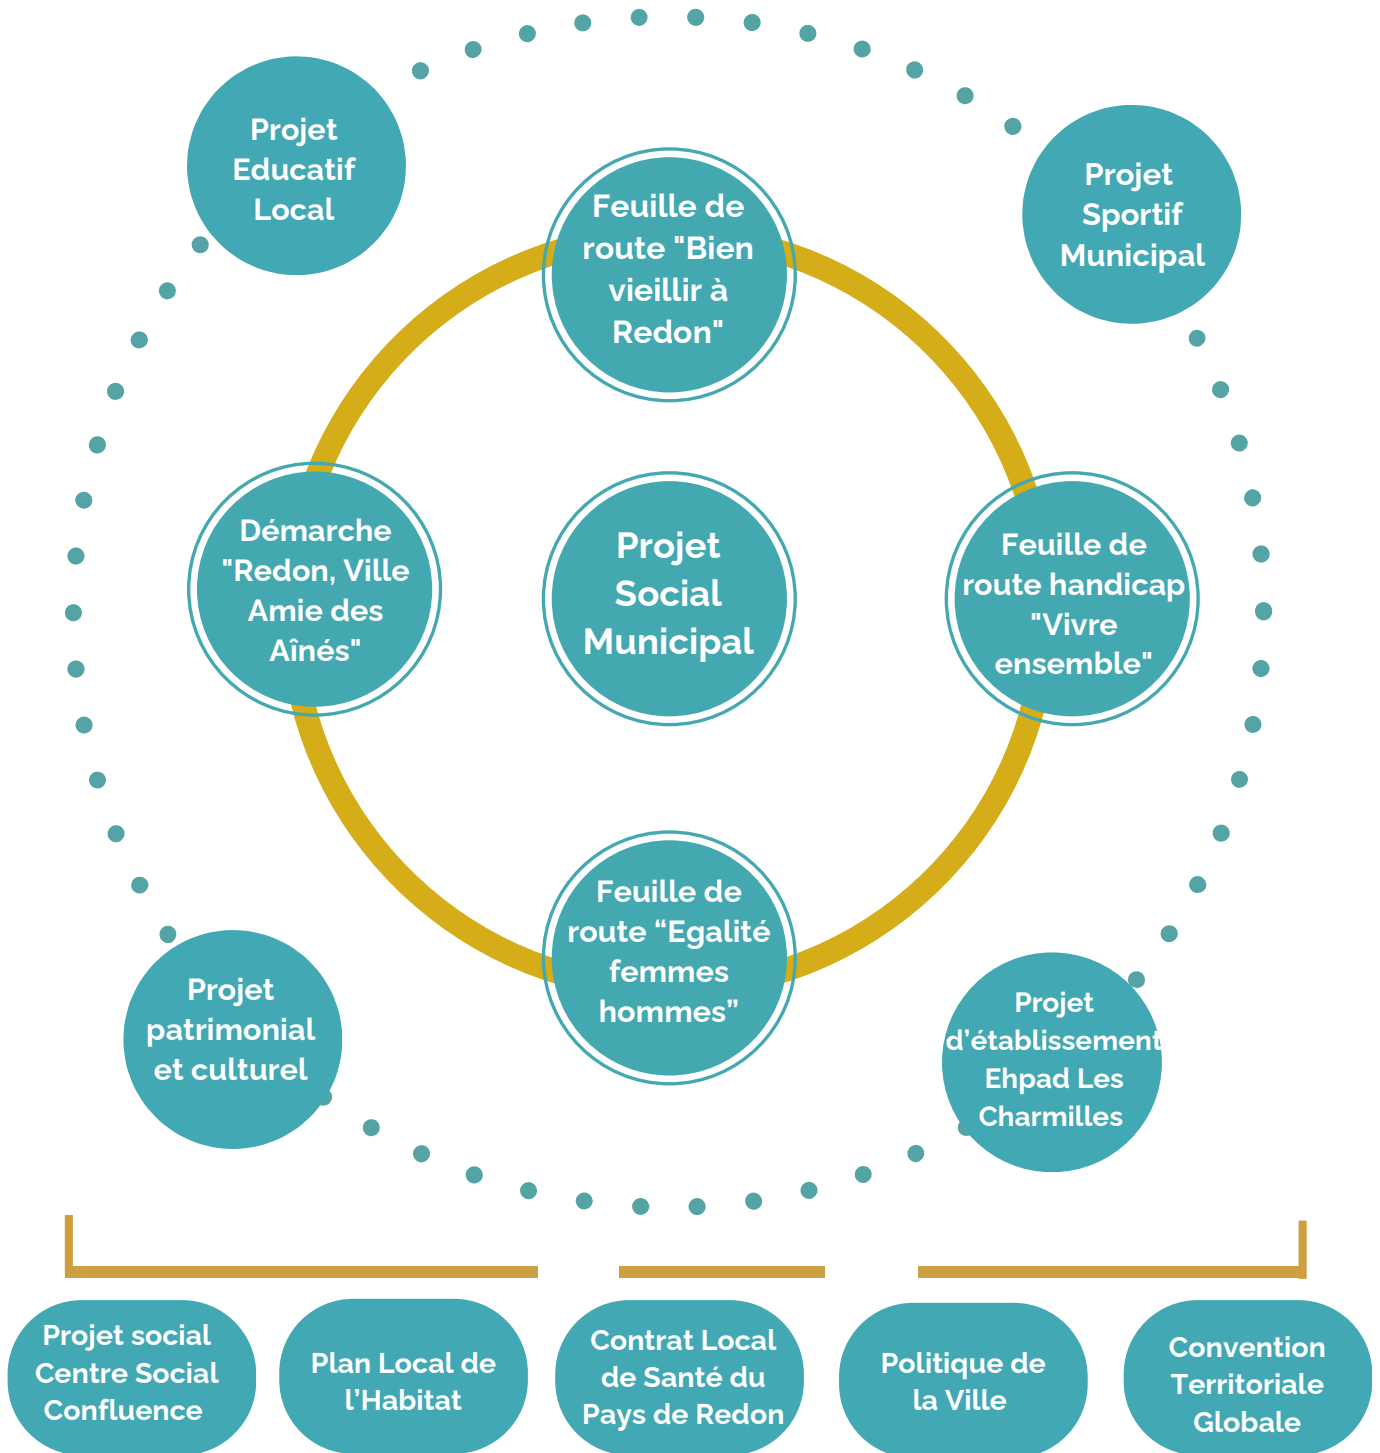 Projet
Educatif
Local
Projet
Sportif
Municipal
Feuille de
route "Bien
vieillir à
Redon"
Démarche
"Redon, Ville
Amie des
Aînés"
Projet
Social
Municipal
Feuille de
route handicap
"Vivre
ensemble"
Feuille de
route “Egalité
femmes
hommes”
Projet
patrimonial
et culturel
Projet
d’établissement
Ehpad Les
Charmilles
Projet social
Centre Social
Confluence
Plan Local de
l’Habitat
Contrat Local
de Santé du
Pays de Redon
Politique de
la Ville
Convention
Territoriale
Globale